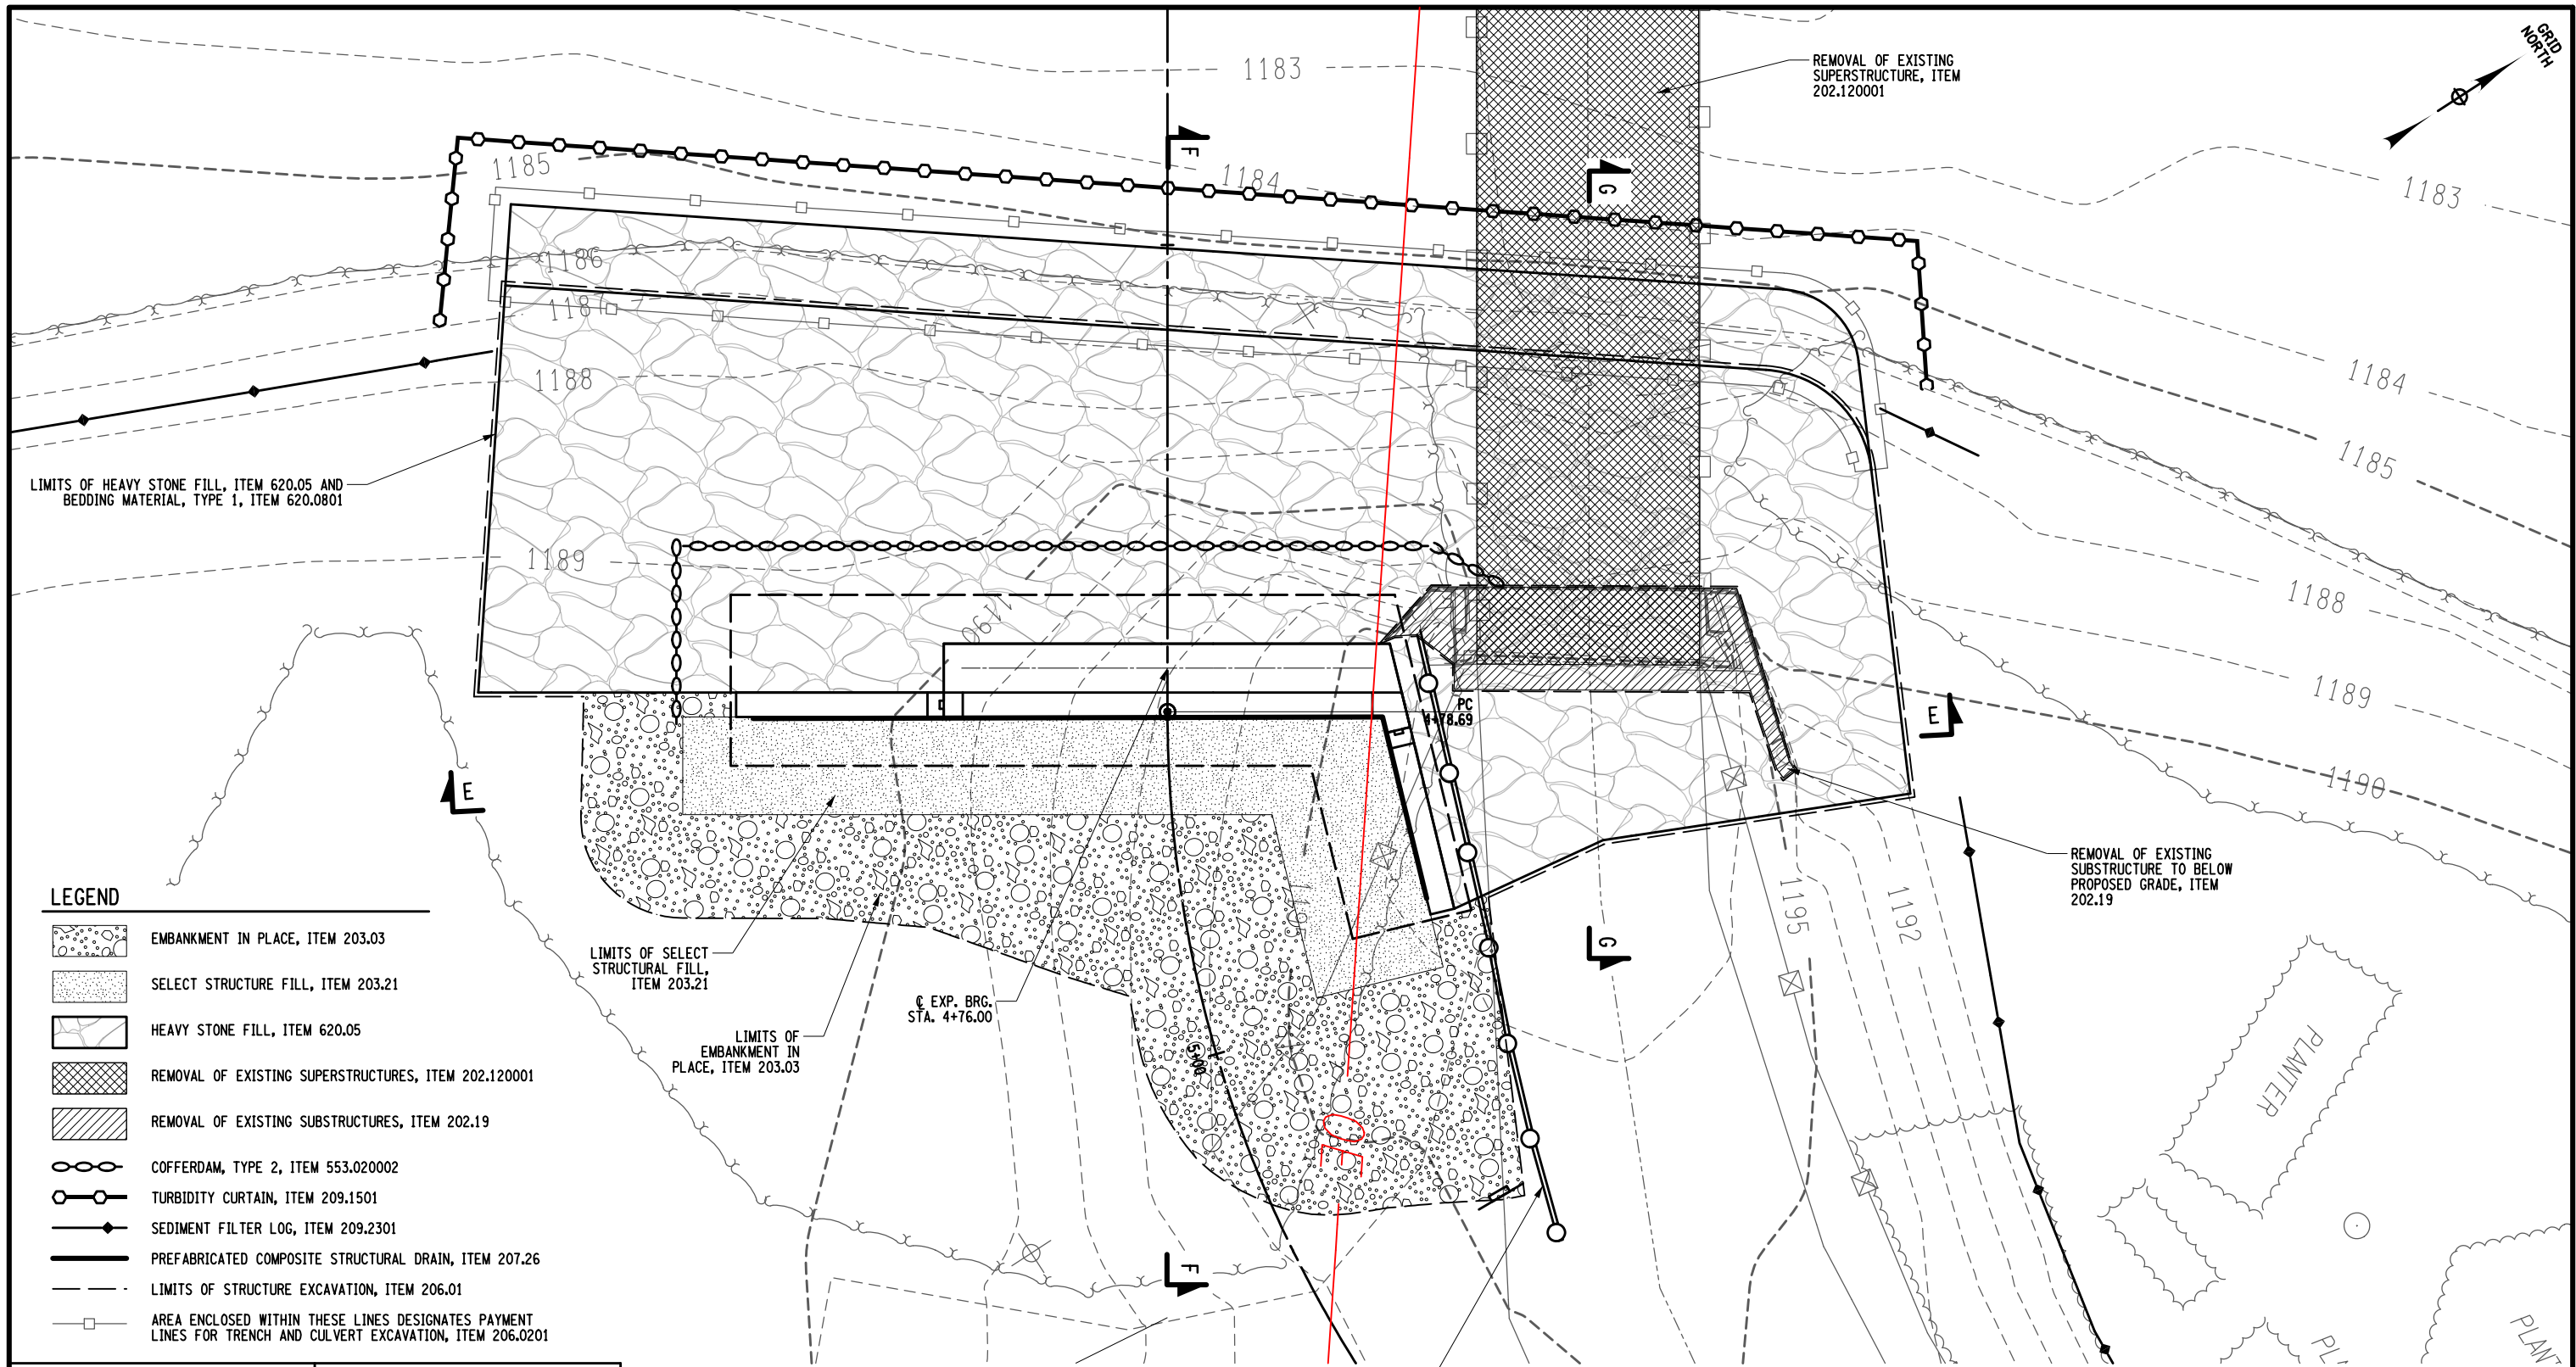 GRID
NORTH
REMOVAL OF EXISTING
SUPERSTRUCTURE, ITEM
202.120001
1183
F
1185
1184
G
1183
1186
1187
1188
1184
1185
LIMITS OF HEAVY STONE FILL, ITEM 620.05 AND
BEDDING MATERIAL, TYPE 1, ITEM 620.0801
1189
1188
1190
1189
PC
4+78.69
E
E
1190
REMOVAL OF EXISTING
SUBSTRUCTURE TO BELOW
PROPOSED GRADE, ITEM
202.19
1195
1195
1192
G
LIMITS OF SELECT
STRUCTURAL FILL,
ITEM 203.21
₵ EXP. BRG.
STA. 4+76.00
LIMITS OF
EMBANKMENT IN
PLACE, ITEM 203.03
5+00
10
F
PLANTER
LEGEND
EMBANKMENT IN PLACE, ITEM 203.03
SELECT STRUCTURE FILL, ITEM 203.21
HEAVY STONE FILL, ITEM 620.05
REMOVAL OF EXISTING SUPERSTRUCTURES, ITEM 202.120001
REMOVAL OF EXISTING SUBSTRUCTURES, ITEM 202.19
COFFERDAM, TYPE 2, ITEM 553.020002
TURBIDITY CURTAIN, ITEM 209.1501
SEDIMENT FILTER LOG, ITEM 209.2301
PREFABRICATED COMPOSITE STRUCTURAL DRAIN, ITEM 207.26
LIMITS OF STRUCTURE EXCAVATION, ITEM 206.01
AREA ENCLOSED WITHIN THESE LINES DESIGNATES PAYMENT
LINES FOR TRENCH AND CULVERT EXCAVATION, ITEM 206.0201
PLA
PLANT